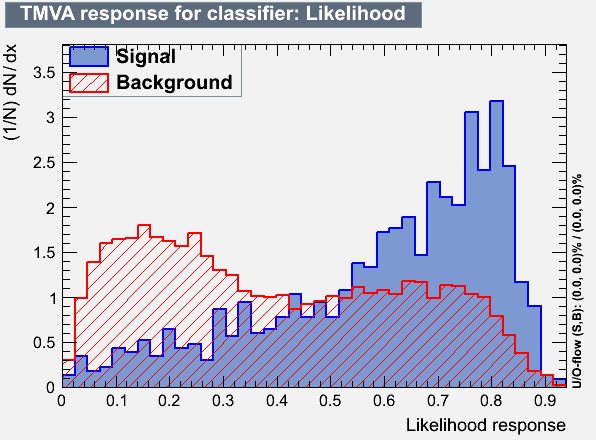 TMVA response for classifier: Likelihood
Signal
Background
(1/N) dN/dx
3.5
3
2.5
2
1.5
1
0.5
0
0 0.1 0.2 0.3 0.4 0.5 0.6 0.7 0.8 0.9
Likelihood response
U/O-flow (S,B): (0.0, 0.0)% / (0.0, 0.0)%